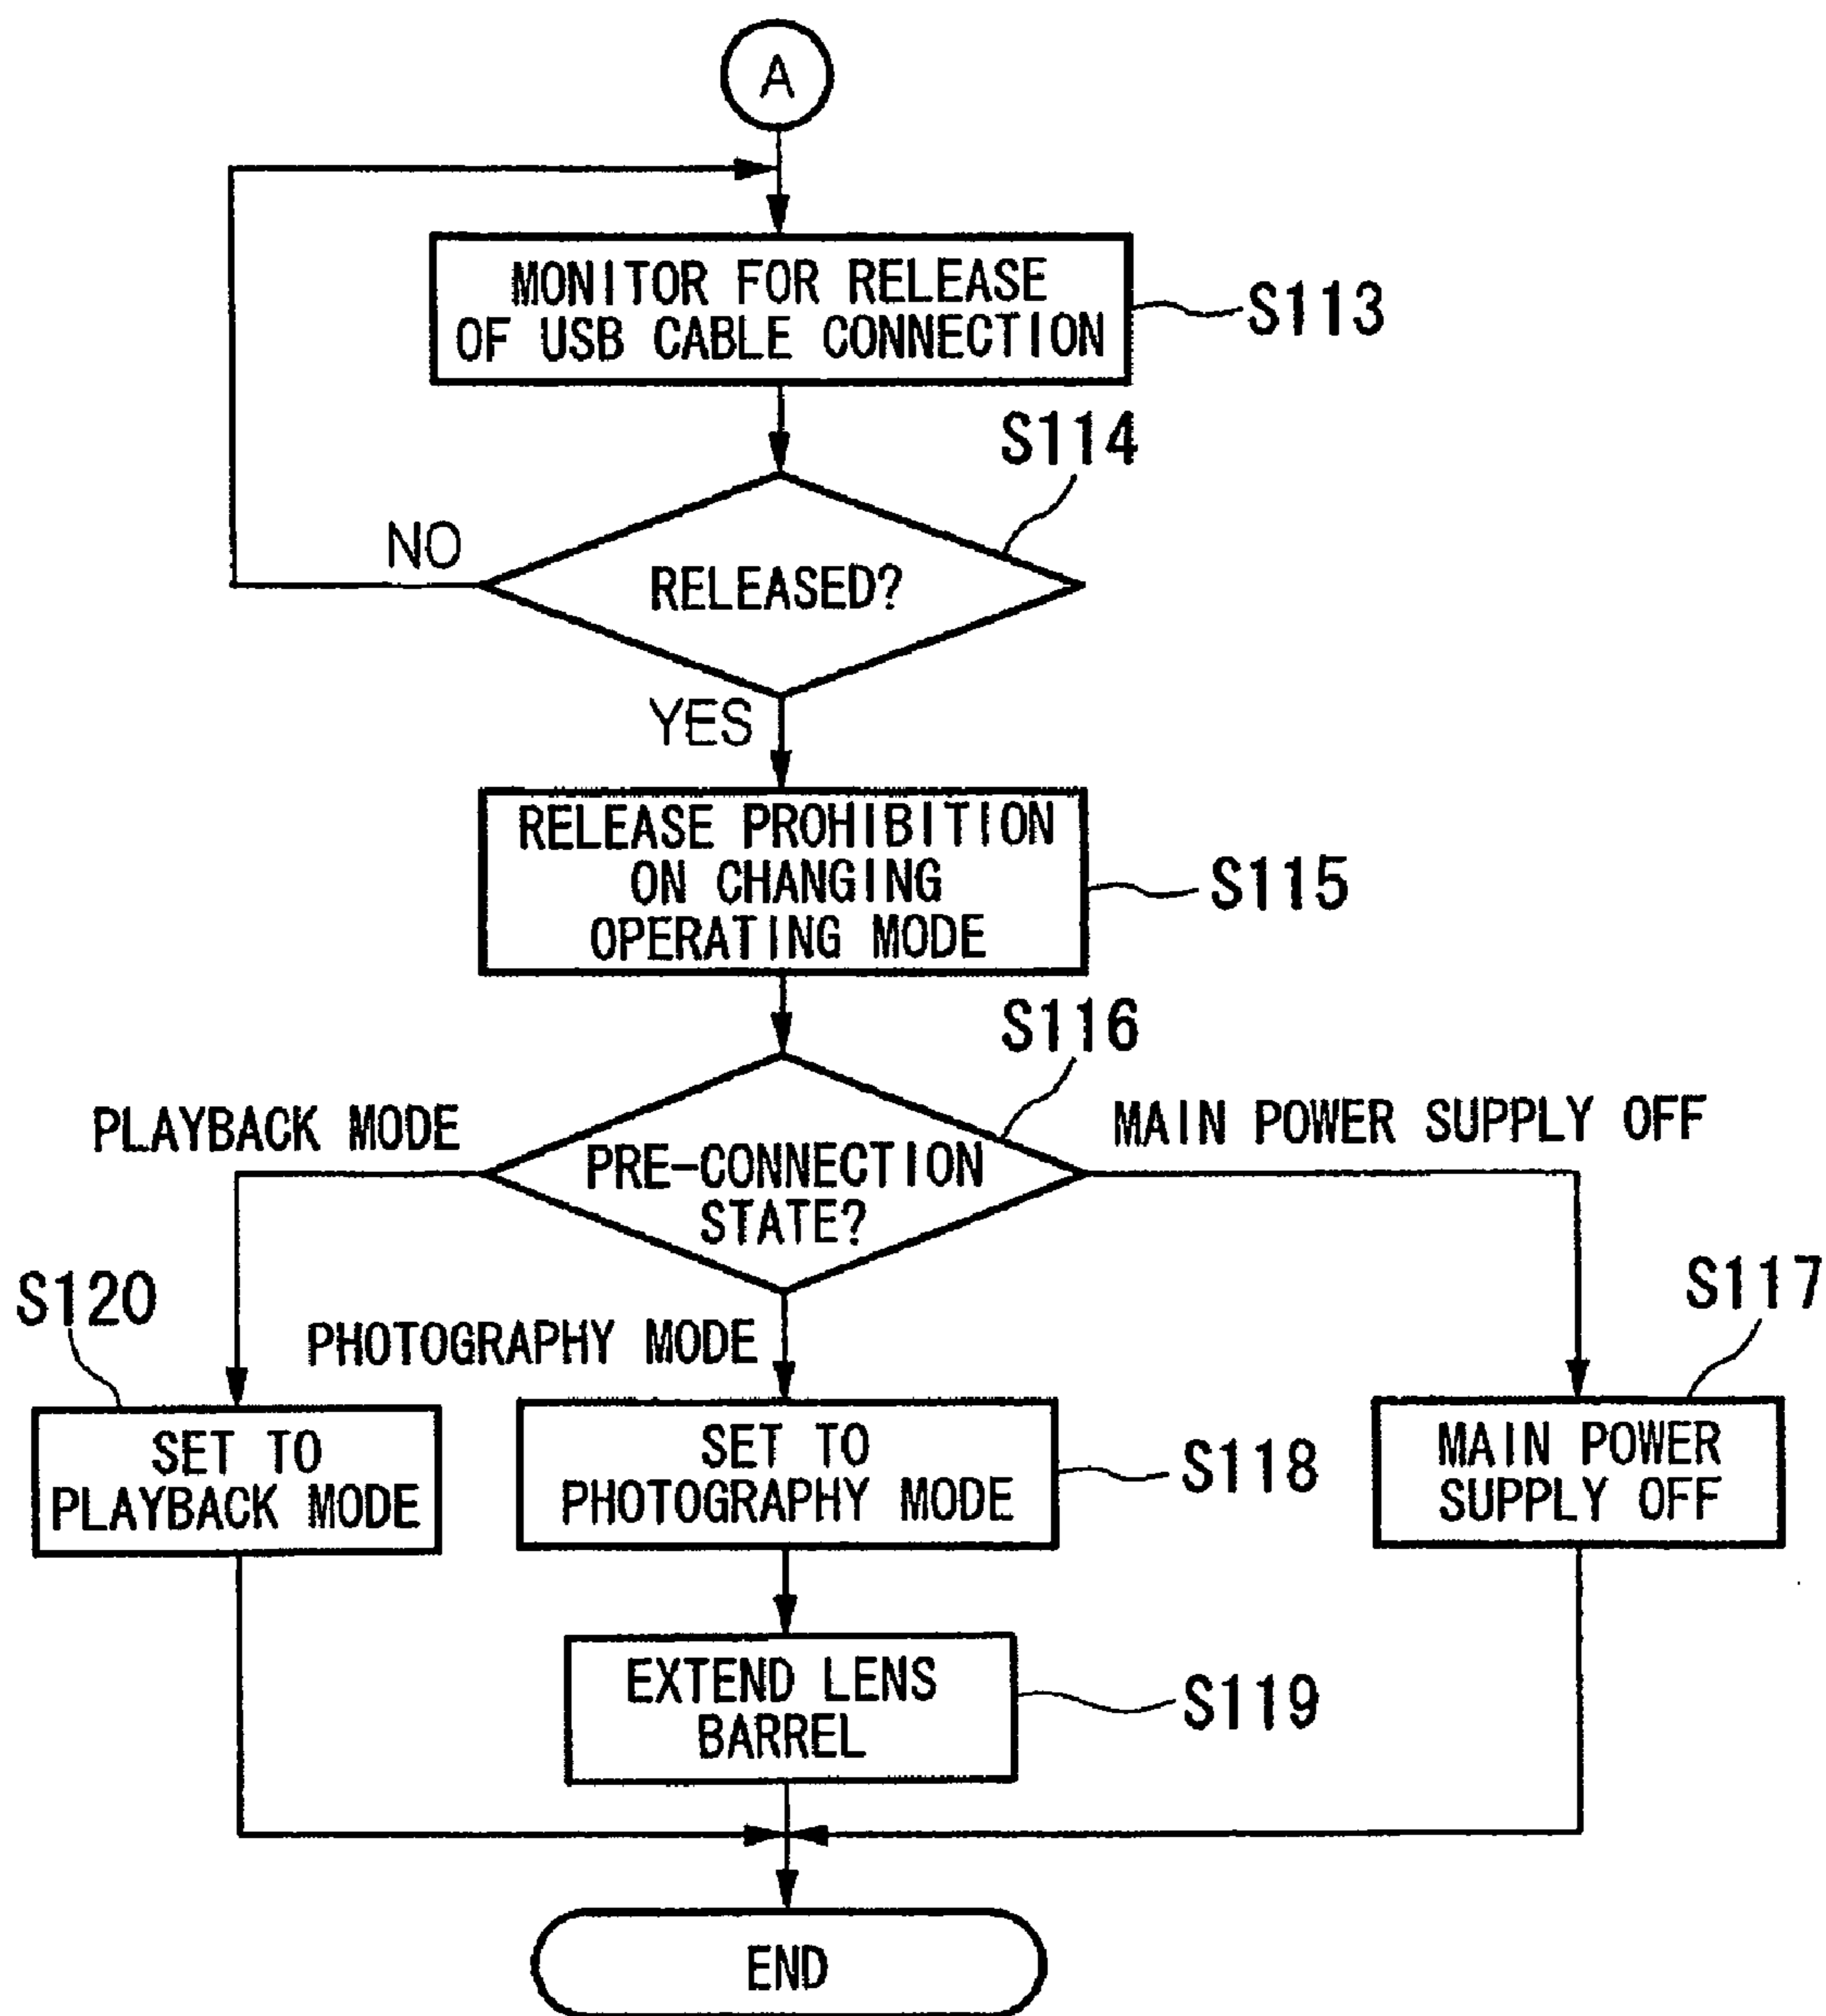 A
MONITOR FOR RELEASE
OF USB CABLE CONNECTION
S113
S114
NO
RELEASED?
YES
RELEASE PROHIBITION
ON CHANGING
OPERATING MODE
S115
S116
PLAYBACK MODE
MAIN POWER SUPPLY OFF
PRE-CONNECTION
STATE?
S120
PHOTOGRAPHY MODE
S117
SET TO
PLAYBACK MODE
SET TO
PHOTOGRAPHY MODE
S118
MAIN POWER
SUPPLY OFF
EXTEND LENS
BARREL
S119
END